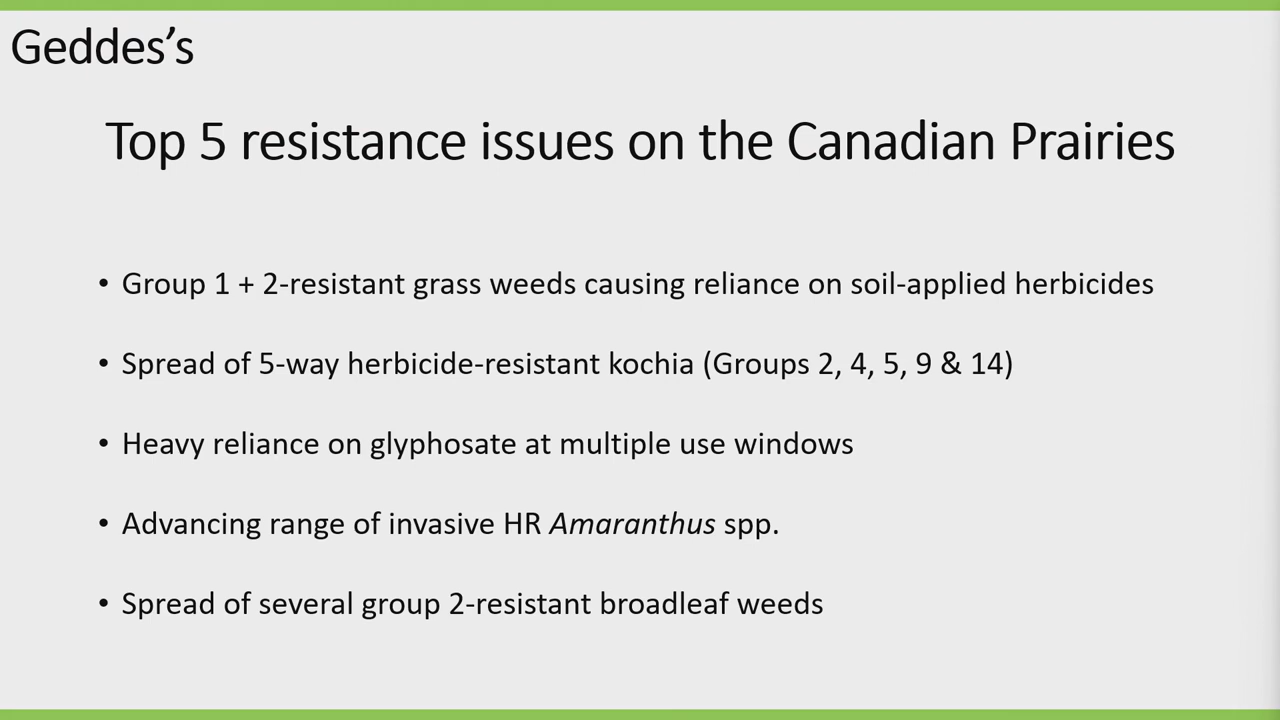 Geddes’s
Top 5 resistance issues on the Canadian Prairies
• Group 1 + 2-resistant grass weeds causing reliance on soil-applied herbicides
• Spread of 5-way herbicide-resistant kochia (Groups 2, 4, 5, 9 & 14)
• Heavy reliance on glyphosate at multiple use windows
• Advancing range of invasive HR Amaranthus spp.
• Spread of several group 2-resistant broadleaf weeds